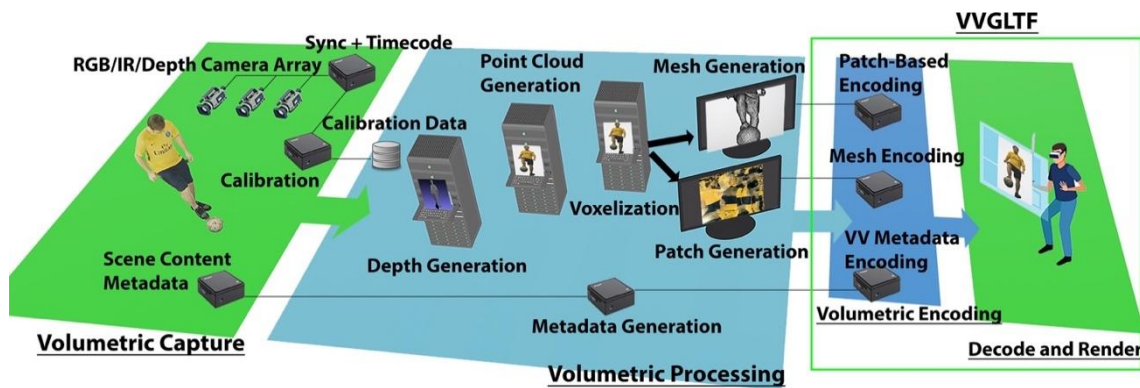 VVGLTF
Sync + Timecode
RGB/IR/Depth Camera Array
Calibration Data
Calibration
Scene Content
Metadata
Volumetric Capture
Point Cloud
Generation
Mesh Generation
Voxelization
Depth Generation
Patch Generation
Metadata Generation
Volumetric Processing
Patch-Based
Encoding
Mesh Encoding
VV Metadata
Encoding
Volumetric Encoding
Decode and Render